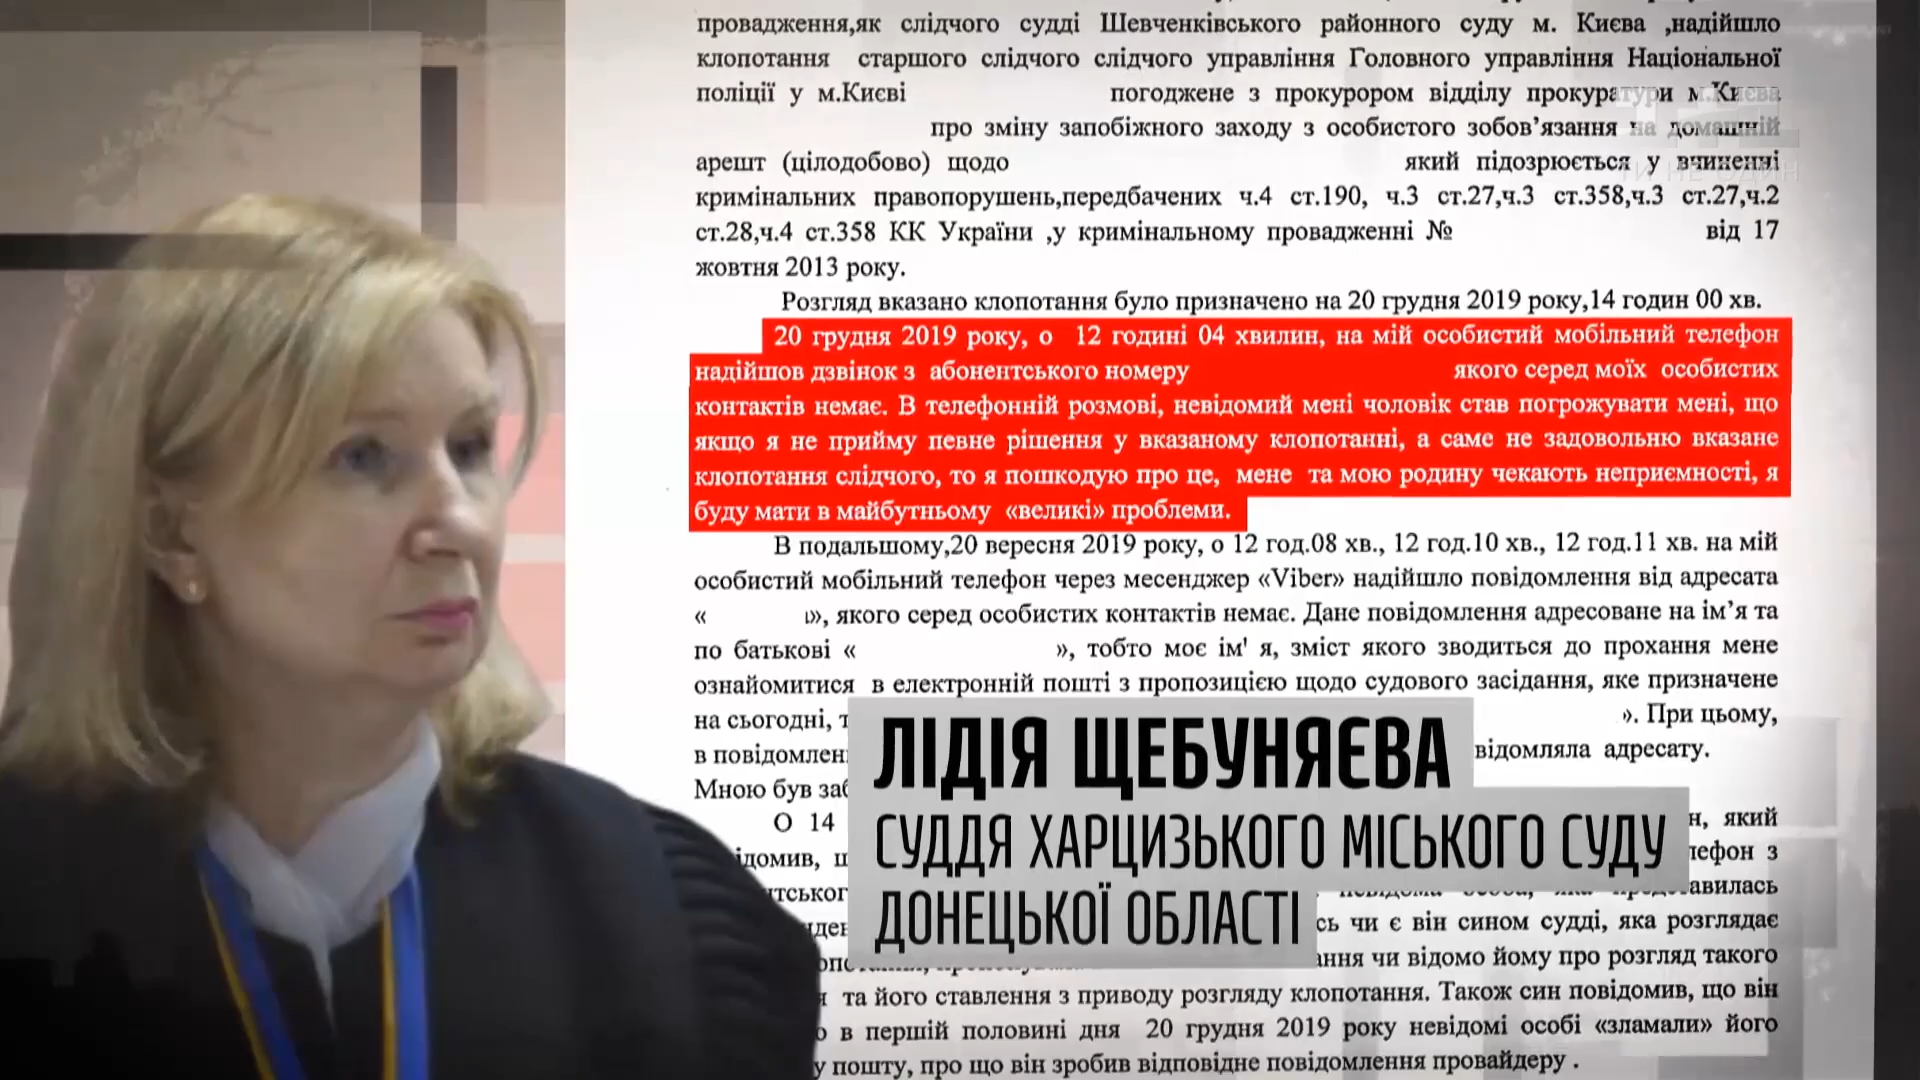 провадження,як слідчого судді Шевченківського районного суду м. Києва ,надійшло
клопотання старшого слідчого слідчого управління Головного управління Національної
поліції у м.Києві погоджене з прокурором відділу прокуратури м.Києва
про зміну запобіжного заходу з особистого зобов’язання на домашній
арешт (цілодобово) щодо який підозрюється у вчиненні
кримінальних правопорушень,передбачених ч.4 ст.190, ч.3 ст.27,ч.3 ст.358,ч.3 ст.27,ч.2
ст.28,ч.4 ст.358 КК України ,у кримінальному провадженні № від 17
жовтня 2013 року.
Розгляд вказано клопотання було призначено на 20 грудня 2019 року,14 годин 00 хв.
20 грудня 2019 року, о 12 годині 04 хвилин, на мій особистий мобільний телефон
надійшов дзвінок з абонентського номеру якого серед моїх особистих
контактів немає. В телефонній розмові, невідомий мені чоловік став погрожувати мені, що
якщо я не прийму певне рішення у вказаному клопотанні, а саме не задовольню вказане
клопотання слідчого, то я пошкодую про це, мене та мою родину чекають неприємності, я
буду мати в майбутньому «великі» проблеми.
В подальшому,20 вересня 2019 року, о 12 год.08 хв., 12 год.10 хв., 12 год.11 хв. на мій
особистий мобільний телефон через месенджер «Viber» надійшло повідомлення від адресата
« », якого серед особистих контактів немає. Дане повідомлення адресоване на ім’я та
по батькові « », тобто моє ім' я, зміст якого зводиться до прохання мене
ознайомитися в електронній пошті з пропозицією щодо судового засідання, яке призначене
на сьогодні, ». При цьому,
в відомляла адресату.
Мною був
ЛІДІЯ ЩЕБУНЯЄВА
СУДДЯ ХАРЦИЗЬКОГО МІСЬКОГО СУДУ
ДОНЕЦЬКОЇ ОБЛАСТІ
О 14 який
з
чи є він сином судді, яка розглядає
чи відомо йому про розгляд такого
та його ставлення з приводу розгляду клопотання. Також син повідомив, що він
в першій половині дня 20 грудня 2019 року невідомі особі «зламали» його
пошту, про що він зробив відповідне повідомлення провайдеру .